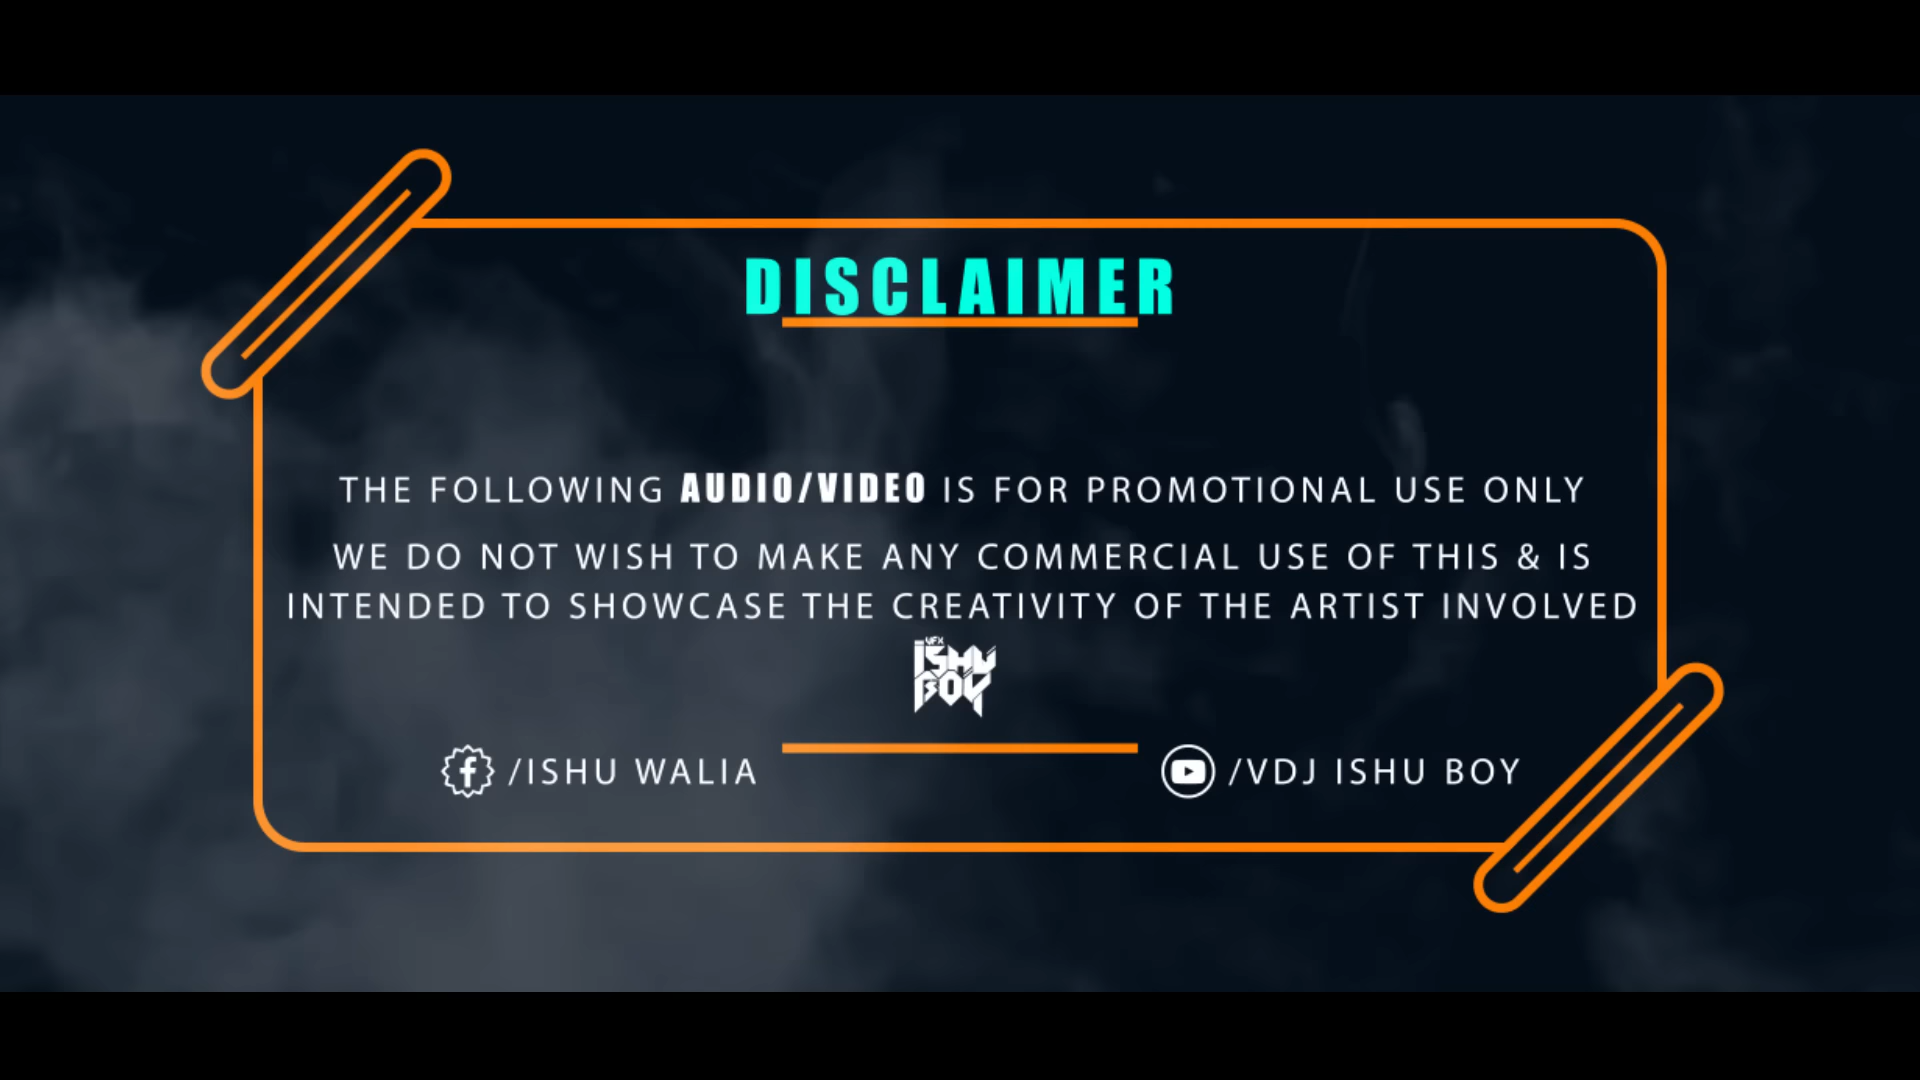 DISCLAIMER
THE FOLLOWING AUDIO/VIDEO IS FOR PROMOTIONAL USE ONLY
WE DO NOT WISH TO MAKE ANY COMMERCIAL USE OF THIS & IS
INTENDED TO SHOWCASE THE CREATIVITY OF THE ARTIST INVOLVED
VFX
ISHU
BOY
/ISHU WALIA
/VDJ ISHU BOY